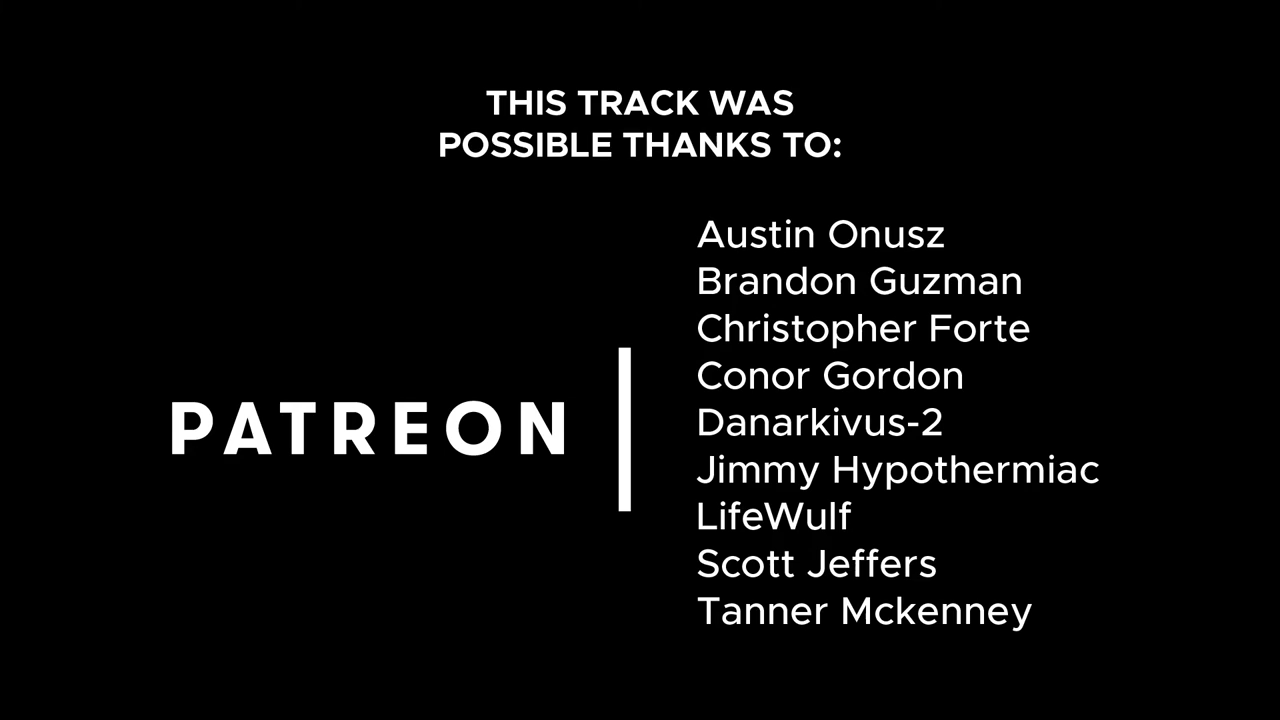 THIS TRACK WAS
POSSIBLE THANKS TO:
PATREON
Austin Onusz
Brandon Guzman
Christopher Forte
Conor Gordon
Danarkivus-2
Jimmy Hypothermiac
LifeWulf
Scott Jeffers
Tanner Mckenney